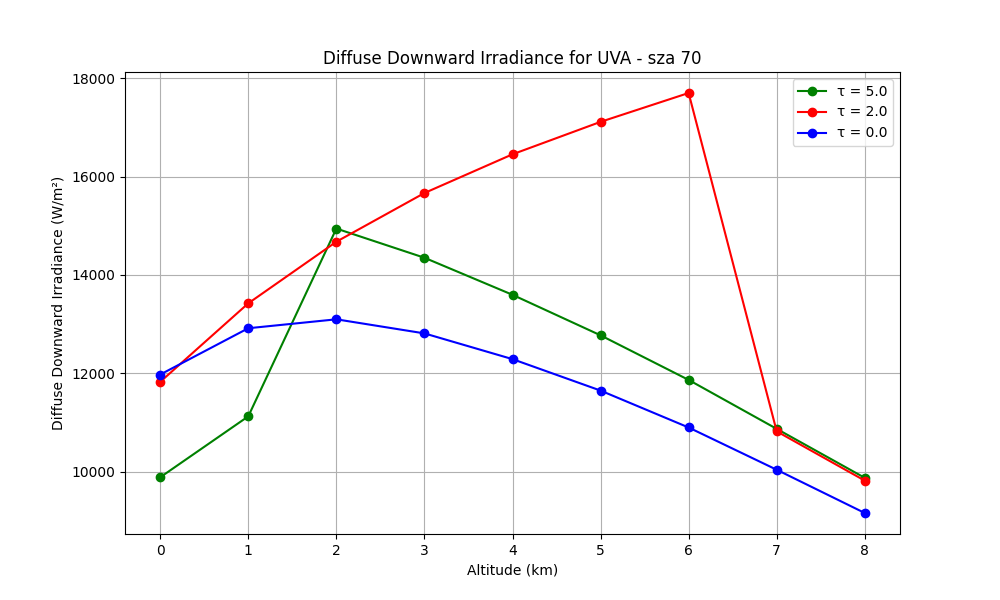 Diffuse Downward Irradiance for UVA - sza 70
18000
16000
14000
12000
10000
Diffuse Downward Irradiance (W/m²)
τ = 5.0
τ = 2.0
τ = 0.0
0 1 2 3 4 5 6 7 8
Altitude (km)